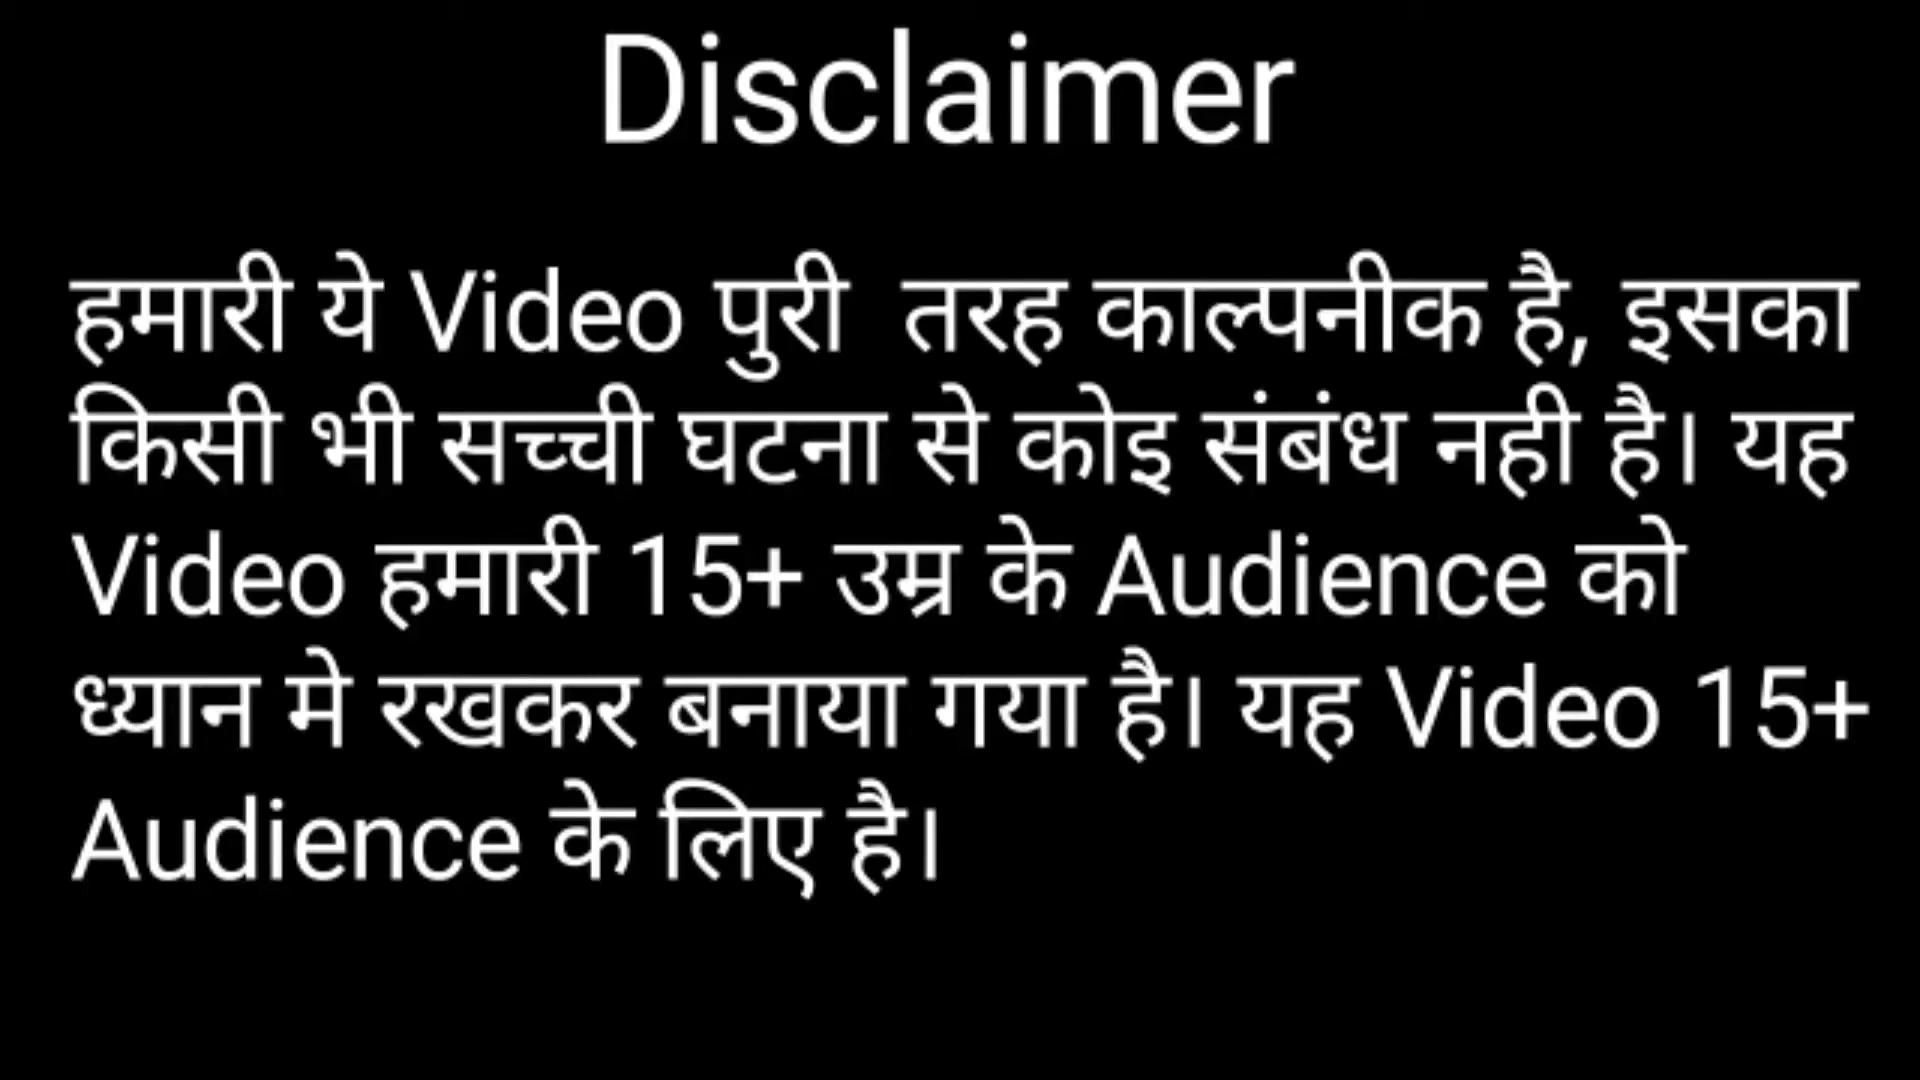 Disclaimer
हमारी ये Video पुरी तरह काल्पनीक है, इसका
किसी भी सच्ची घटना से कोइ संबंध नही है। यह
Video हमारी 15+ उम्र के Audience को
ध्यान मे रखकर बनाया गया है। यह Video 15+
Audience के लिए है।